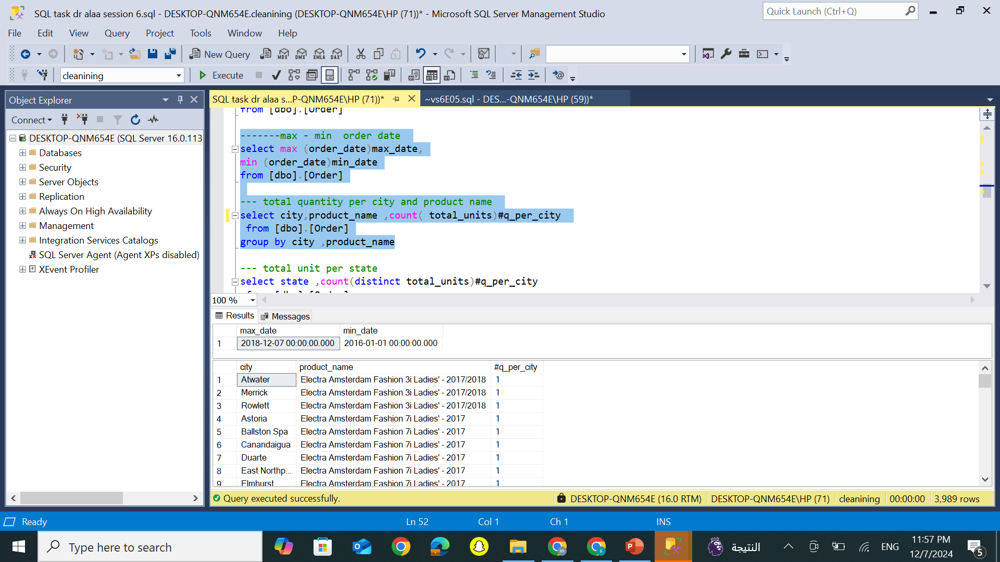 SQL task dr alaa session 6.sql - DESKTOP-QNM654E.cleanining (DESKTOP-QNM654E\HP (71))* - Microsoft SQL Server Management Studio
Quick Launch (Ctrl+Q)
File Edit View Query Project Tools Window Help
New Query MDX DMX XMLA DAX
cleanining Execute
Object Explorer
SQL task dr alaa s...P-QNM654E\HP (71))* ~vs6E05.sql - DES...-QNM654E\HP (59))*
Connect
DESKTOP-QNM654E (SQL Server 16.0.113
Databases
Security
Server Objects
Replication
Always On High Availability
Management
Integration Services Catalogs
SQL Server Agent (Agent XPs disabled)
XEvent Profiler
from [dbo].[Order]
-------max - min  order date
select max (order_date)max_date,
min (order_date)min_date
from [dbo].[Order]
--- total quantity per city and product name
select city,product_name ,count( total_units)#q_per_city
from [dbo].[Order]
group by city ,product_name
--- total unit per state
select state ,count(distinct total_units)#q_per_city
100 %
Results Messages
max_date min_date
1 2018-12-07 00:00:00.000 2016-01-01 00:00:00.000
city product_name #q_per_city
1 Atwater Electra Amsterdam Fashion 3i Ladies' - 2017/2018 1
2 Merrick Electra Amsterdam Fashion 3i Ladies' - 2017/2018 1
3 Rowlett Electra Amsterdam Fashion 3i Ladies' - 2017/2018 1
4 Astoria Electra Amsterdam Fashion 7i Ladies' - 2017 1
5 Ballston Spa Electra Amsterdam Fashion 7i Ladies' - 2017 1
6 Canandaigua Electra Amsterdam Fashion 7i Ladies' - 2017 1
7 Duarte Electra Amsterdam Fashion 7i Ladies' - 2017 1
8 East Northp... Electra Amsterdam Fashion 7i Ladies' - 2017 1
9 Elmhurst Electra Amsterdam Fashion 7i Ladies' - 2017 1
Query executed successfully. DESKTOP-QNM654E (16.0 RTM) DESKTOP-QNM654E\HP (71) cleanining 00:00:00 3,989 rows
Ready Ln 52 Col 1 Ch 1 INS
Type here to search
النتيجة
ENG
11:57 PM
12/7/2024
5